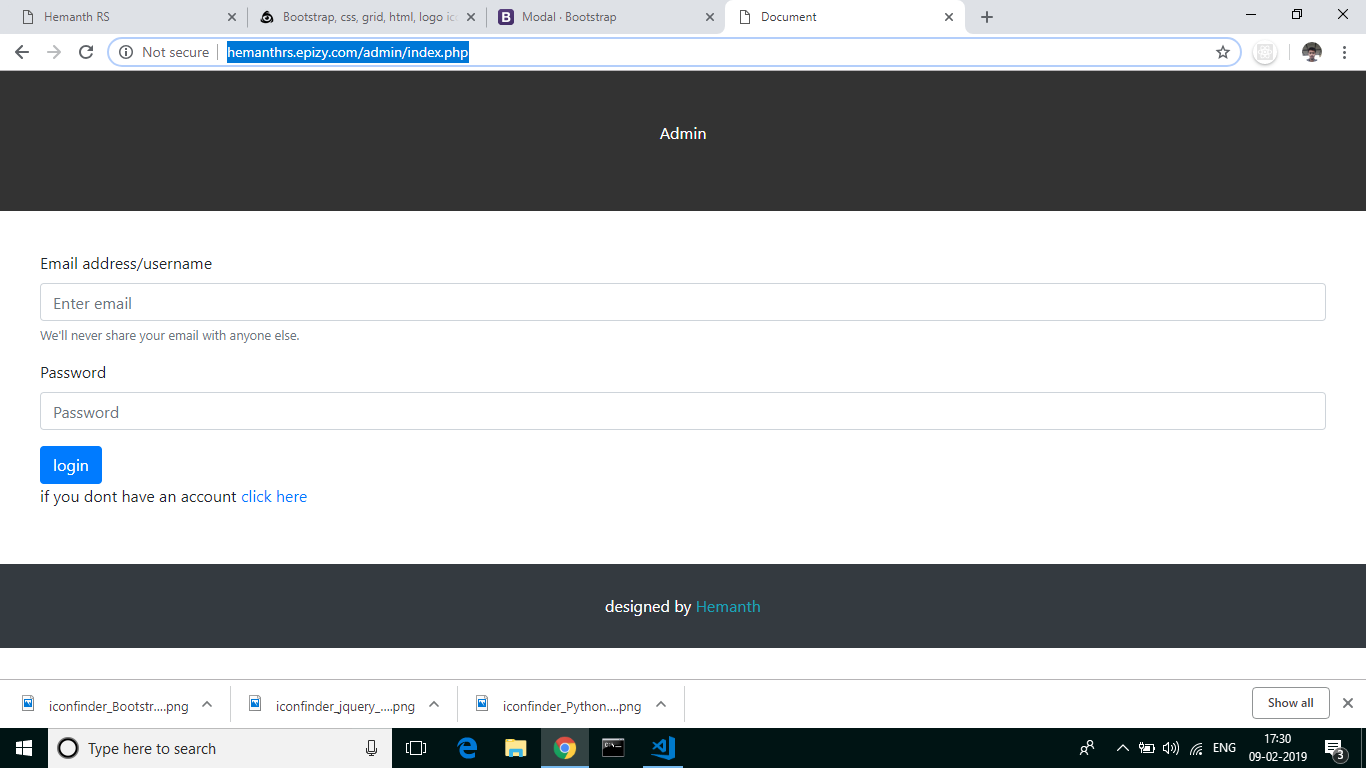 Hemanth RS
Bootstrap, css, grid, html, logo ic
Modal · Bootstrap
Document
Not secure
hemanthrs.epizy.com/admin/index.php
Admin
Email address/username
Enter email
We'll never share your email with anyone else.
Password
Password
login
if you dont have an account click here
designed by Hemanth
iconfinder_Bootstr....png
iconfinder_jquery_....png
iconfinder_Python....png
Show all
Type here to search
ENG
17:30
09-02-2019
3